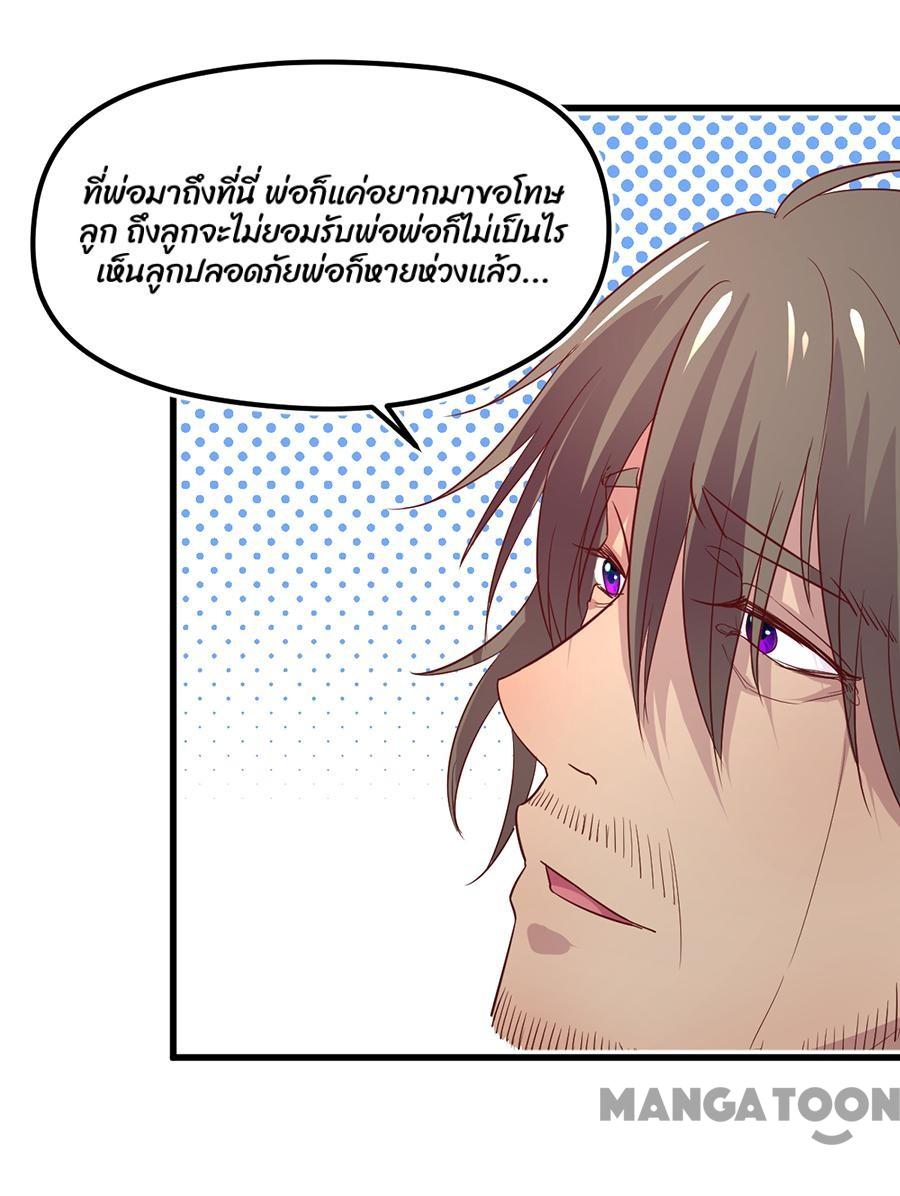 ที่พ่อมาถึงที่นี่ พ่อก็แค่อยากมาขอโทษ
ลูก ถึงลูกจะไม่ยอมรับพ่อพ่อก็ไม่เป็นไร
เห็นลูกปลอดภัยพ่อก็หายห่วงแล้ว...
MANGATOON